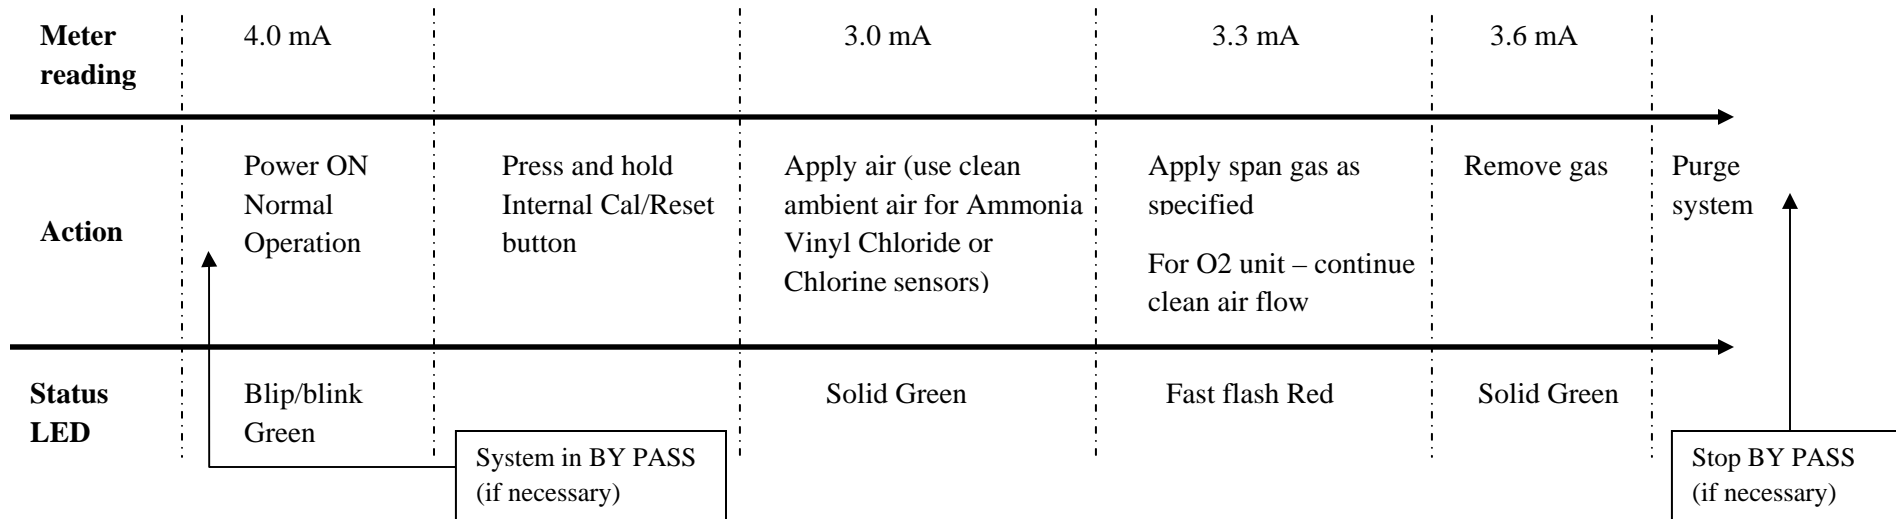 Meter
reading
4.0 mA
3.0 mA
3.3 mA
3.6 mA
Action
Power ON
Normal
Operation
Press and hold
Internal Cal/Reset
button
Apply air (use clean
ambient air for Ammonia
Vinyl Chloride or
Chlorine sensors)
Apply span gas as
specified
For O2 unit – continue
clean air flow
Remove gas
Purge
system
Status
LED
Blip/blink
Green
Solid Green
Fast flash Red
Solid Green
System in BY PASS
(if necessary)
Stop BY PASS
(if necessary)